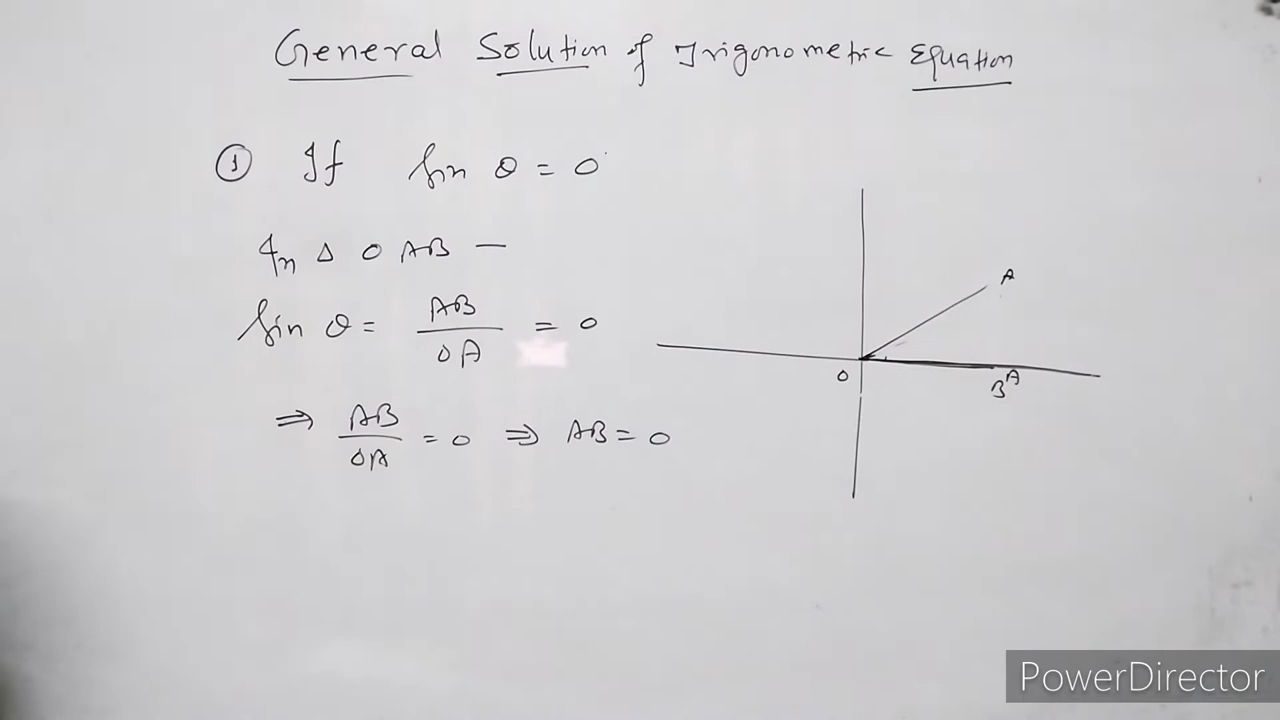 General Solution of Trigonometric Equation
① If Sin θ = 0
In Δ OAB —
Sin θ = AB / OA = 0
⇒ AB / OA = 0 ⇒ AB = 0
A
O
B A
PowerDirector